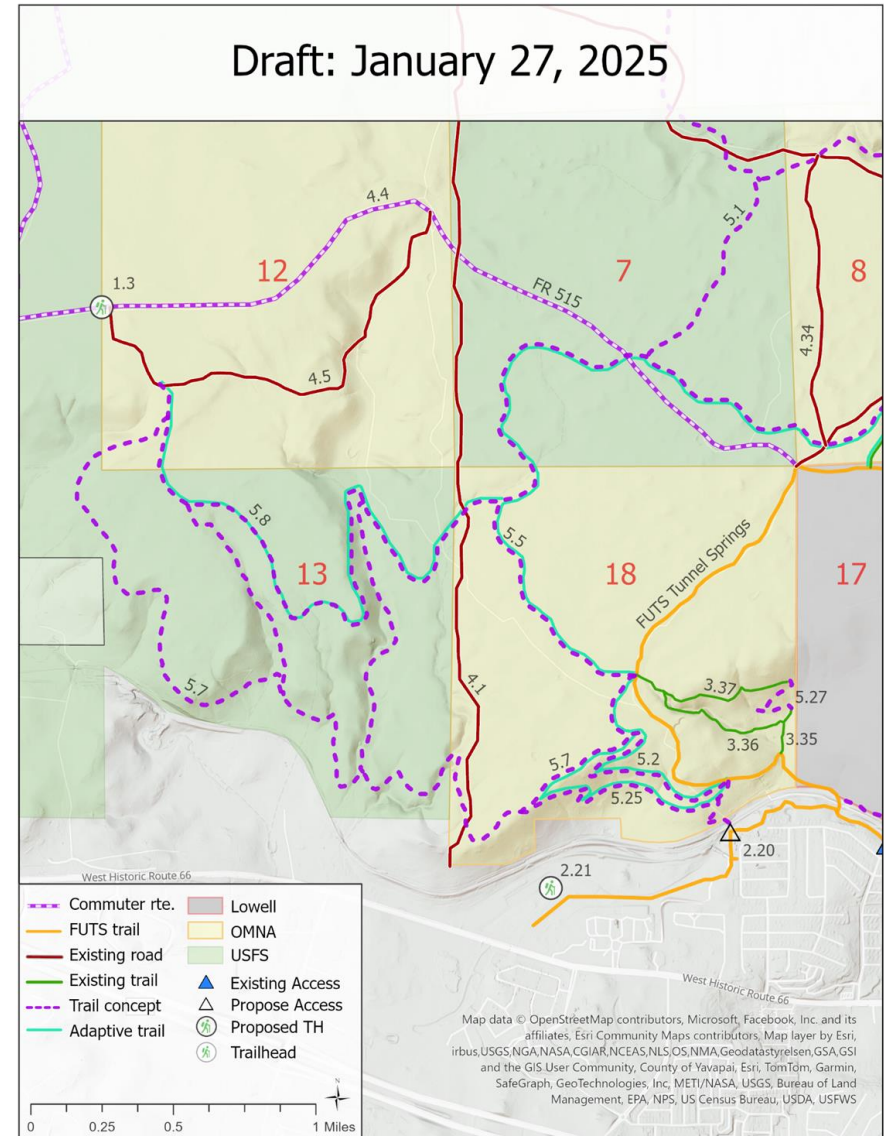 Draft: January 27, 2025
4.4
1.3
12
7
8
5.1
FR 515
4.34
4.5
5.8
5.5
13
18
17
FUTS Tunnel Springs
4.1
5.7
3.37
5.27
3.36
3.35
5.7
5.2
5.25
2.20
2.21
West Historic Route 66
West Historic Route 66
Commuter rte.
FUTS trail
Existing road
Existing trail
Trail concept
Adaptive trail
Lowell
OMNA
USFS
Existing Access
Propose Access
Proposed TH
Trailhead
N
0 0.25 0.5 1 Miles
Map data © OpenStreetMap contributors, Microsoft, Facebook, Inc. and its
affiliates, Esri Community Maps contributors, Map layer by Esri,
irbus,USGS,NGA,NASA,CGIAR,NCEAS,NLS,OS,NMA,Geodatastyrelsen,GSA,GSI
and the GIS User Community, County of Yavapai, Esri, TomTom, Garmin,
SafeGraph, GeoTechnologies, Inc, METI/NASA, USGS, Bureau of Land
Management, EPA, NPS, US Census Bureau, USDA, USFWS